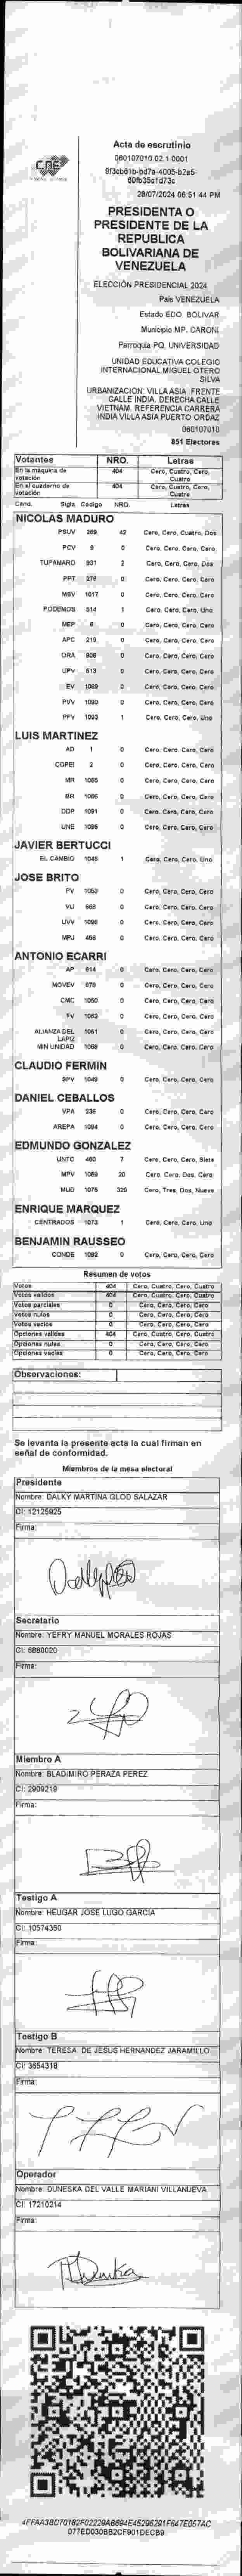 CNE
Acta de escrutinio
080107010.02.1.0001
28/07/2024 06:51:44 PM
PRESIDENTA O
PRESIDENTE DE LA
REPUBLICA
BOLIVARIANA DE
VENEZUELA
ELECCIÓN PRESIDENCIAL 2024
País VENEZUELA
Estado EDO. BOLIVAR
Municipio MP. CARONI
Parroquia PQ. UNIVERSIDAD
UNIDAD EDUCATIVA COLEGIO
INTERNACIONAL MIGUEL OTERO
SILVA
URBANIZACION: VILLA ASIA FRENTE
CALLE INDIA. DERECHA CALLE
VIETNAM. REFERENCIA CARRERA
INDIA VILLA ASIA PUERTO ORDAZ
060107010
851 Electores
Votantes NRO. Letras
En la máquina de votación 404 Cero, Cuatro, Cero, Cuatro
En el cuaderno de votación 404 Cero, Cuatro, Cero, Cuatro
Cand. Sigla Código NRO. Letras
NICOLAS MADURO
PSUV 269 42 Cero, Cero, Cuatro, Dos
PCV 9 0 Cero, Cero, Cero, Cero
TUPAMARO 931 2 Cero, Cero, Cero, Dos
PPT 276 0 Cero, Cero, Cero, Cero
MSV 1017 0 Cero, Cero, Cero, Cero
PODEMOS 514 1 Cero, Cero, Cero, Uno
MEP 6 0 Cero, Cero, Cero, Cero
APC 219 0 Cero, Cero, Cero, Cero
ORA 906 0 Cero, Cero, Cero, Cero
UPV 613 0 Cero, Cero, Cero, Cero
EV 1089 0 Cero, Cero, Cero, Cero
PVV 1090 0 Cero, Cero, Cero, Cero
PFV 1093 1 Cero, Cero, Cero, Uno
LUIS MARTINEZ
AD 1 0 Cero, Cero, Cero, Cero
COPEI 2 0 Cero, Cero, Cero, Cero
MR 1065 0 Cero, Cero, Cero, Cero
BR 1066 0 Cero, Cero, Cero, Cero
DDP 1091 0 Cero, Cero, Cero, Cero
UNE 1095 0 Cero, Cero, Cero, Cero
JAVIER BERTUCCI
EL CAMBIO 1045 1 Cero, Cero, Cero, Uno
JOSE BRITO
PV 1053 0 Cero, Cero, Cero, Cero
VU 968 0 Cero, Cero, Cero, Cero
UVV 1096 0 Cero, Cero, Cero, Cero
MPJ 468 0 Cero, Cero, Cero, Cero
ANTONIO ECARRI
AP 914 0 Cero, Cero, Cero, Cero
MOVEV 979 0 Cero, Cero, Cero, Cero
CMC 1050 0 Cero, Cero, Cero, Cero
FV 1062 0 Cero, Cero, Cero, Cero
ALIANZA DEL LAPIZ 1061 0 Cero, Cero, Cero, Cero
MIN UNIDAD 1068 0 Cero, Cero, Cero, Cero
CLAUDIO FERMIN
SPV 1049 0 Cero, Cero, Cero, Cero
DANIEL CEBALLOS
VPA 236 0 Cero, Cero, Cero, Cero
AREPA 1094 0 Cero, Cero, Cero, Cero
EDMUNDO GONZALEZ
UNTC 460 7 Cero, Cero, Cero, Siete
MPV 1069 20 Cero, Cero, Dos, Cero
MUD 1075 329 Cero, Tres, Dos, Nueve
ENRIQUE MARQUEZ
CENTRADOS 1073 1 Cero, Cero, Cero, Uno
BENJAMIN RAUSSEO
CONDE 1092 0 Cero, Cero, Cero, Cero
Resumen de votos
Votos 404 Cero, Cuatro, Cero, Cuatro
Votos válidos 404 Cero, Cuatro, Cero, Cuatro
Votos parciales 0 Cero, Cero, Cero, Cero
Votos nulos 0 Cero, Cero, Cero, Cero
Votos vacíos 0 Cero, Cero, Cero, Cero
Opciones válidas 404 Cero, Cuatro, Cero, Cuatro
Opciones nulas 0 Cero, Cero, Cero, Cero
Opciones vacías 0 Cero, Cero, Cero, Cero
Observaciones:
Se levanta la presente acta la cual firman en
señal de conformidad.
Miembros de la mesa electoral
Presidente
Nombre: DALKY MARTINA GLOD SALAZAR
CI: 12125925
Firma:
Secretario
Nombre: YEFRY MANUEL MORALES ROJAS
CI: 6880020
Firma:
Miembro A
Nombre: BLADIMIRO PERAZA PEREZ
CI: 2909219
Firma:
Testigo A
Nombre: HELIGAR JOSE LUGO GARCIA
CI: 10574350
Firma:
Testigo B
Nombre: TERESA DE JESUS HERNANDEZ JARAMILLO
CI: 3654318
Firma:
Operador
Nombre: DUNESKA DEL VALLE MARIANI VILLANUEVA
CI: 17210214
Firma: